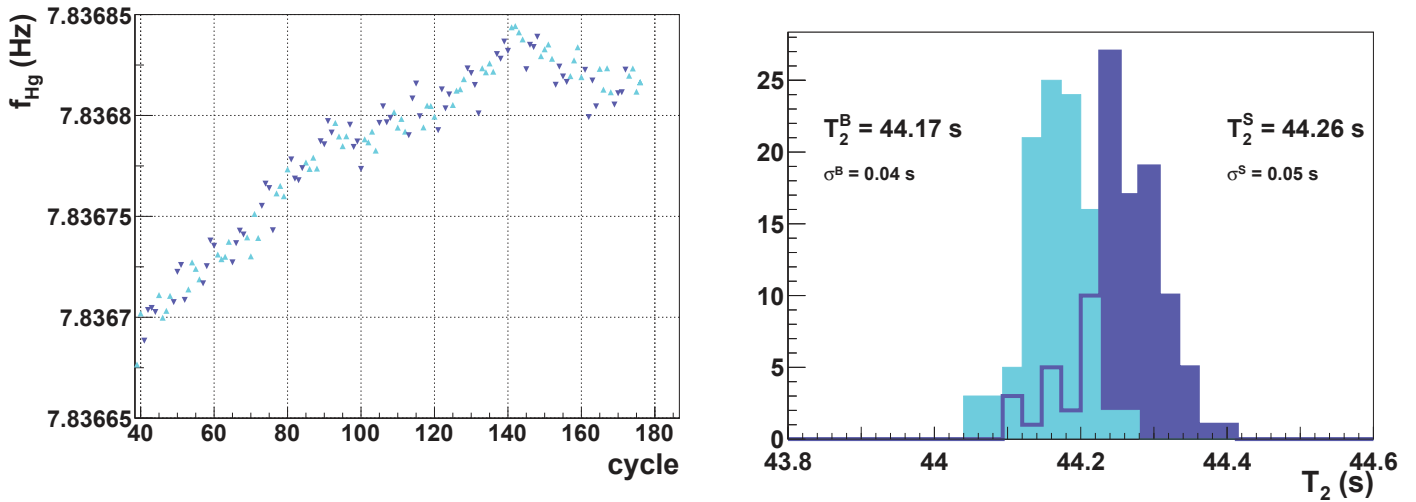 f_Hg (Hz)
7.83685
7.8368
7.83675
7.8367
7.83665
40 60 80 100 120 140 160 180
cycle
25
20
15
10
5
0
T_2^B = 44.17 s
σ^B = 0.04 s
T_2^S = 44.26 s
σ^S = 0.05 s
43.8 44 44.2 44.4 44.6
T_2 (s)